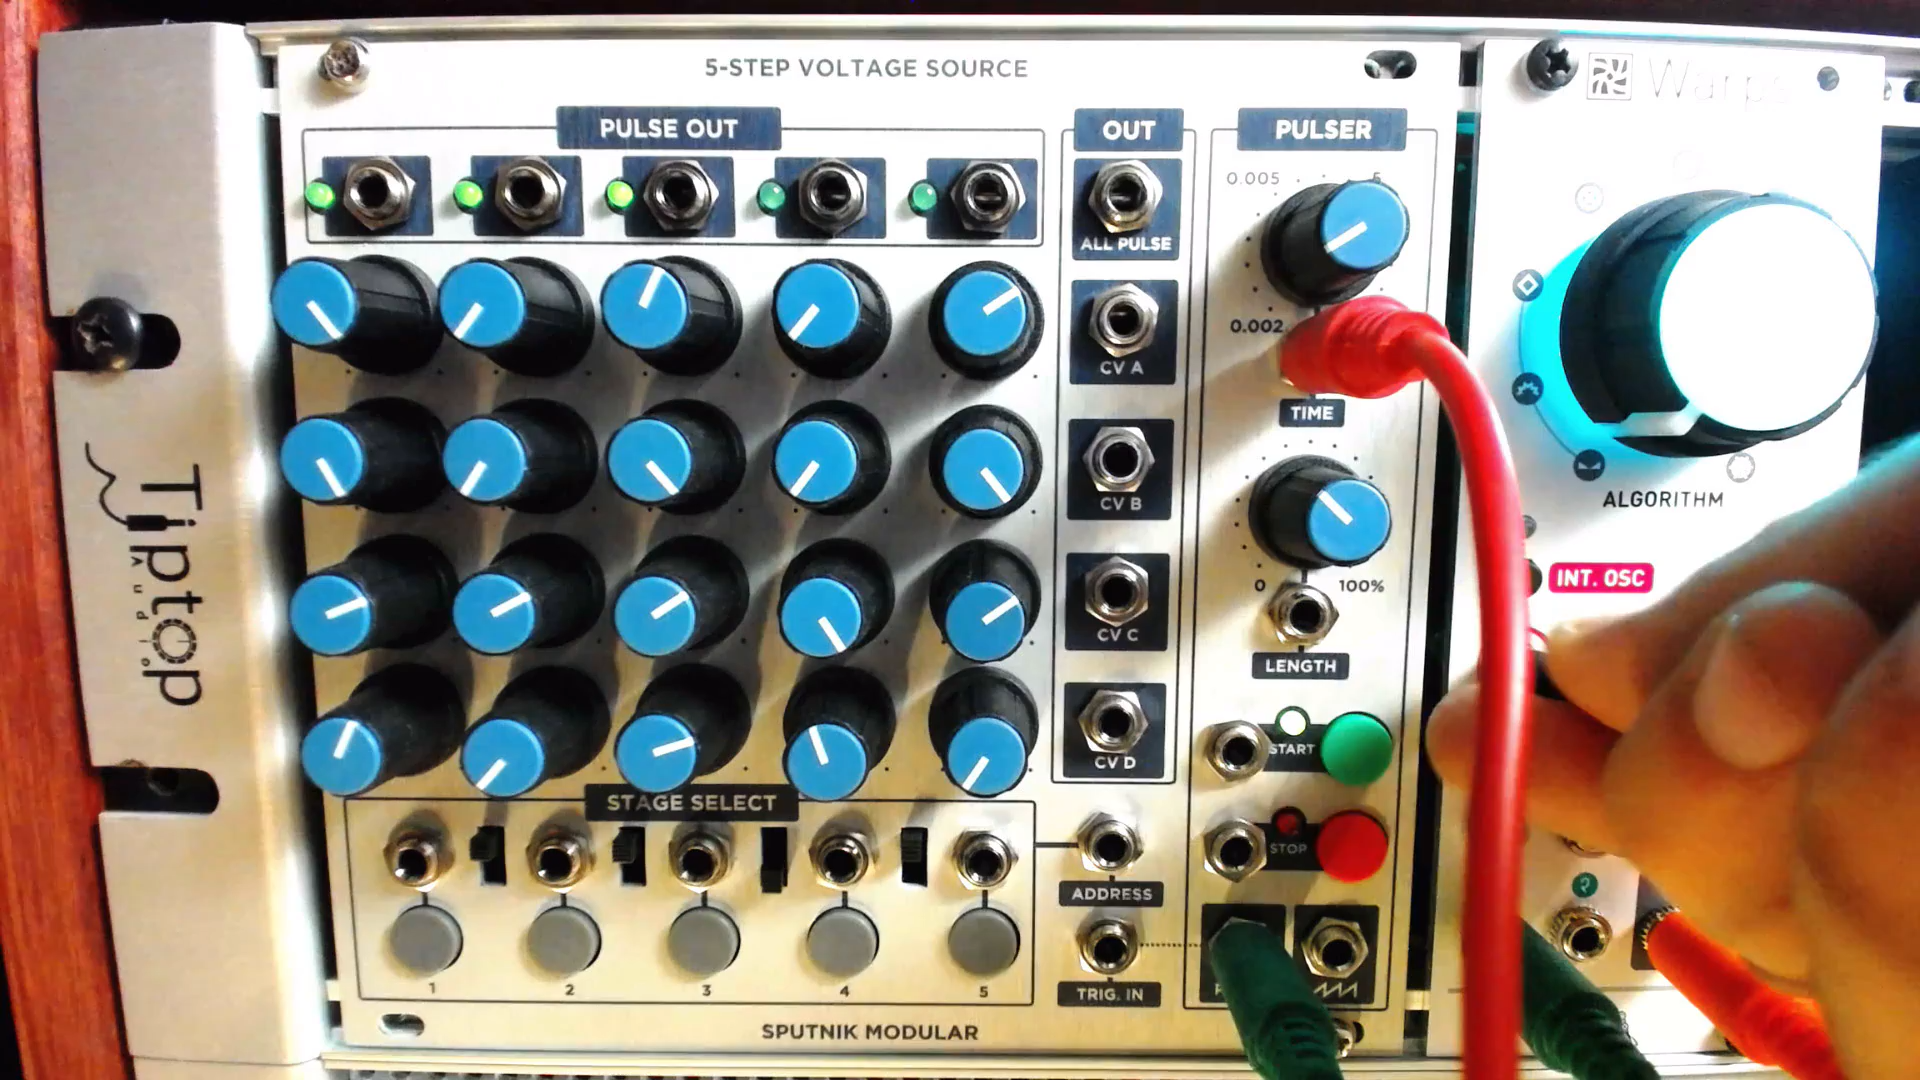 5-STEP VOLTAGE SOURCE
PULSE OUT
OUT
PULSER
Warps
0.005
5
ALL PULSE
0.002
CV A
TIME
CV B
ALGORITHM
0
100%
INT. OSC
CV C
LENGTH
START
CV D
STAGE SELECT
STOP
ADDRESS
TRIG. IN
1
2
3
4
5
SPUTNIK MODULAR
Tiptop
Audio